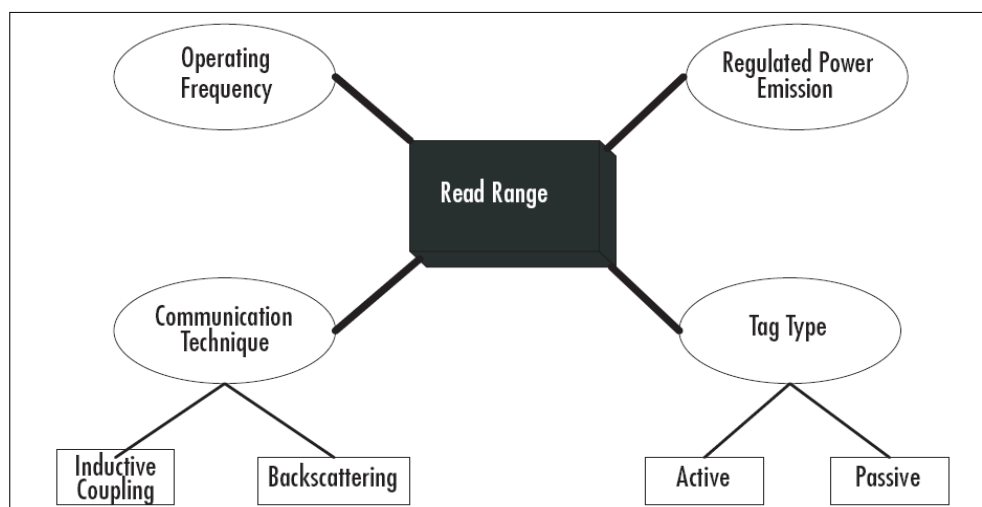 Operating
Frequency
Regulated Power
Emission
Read Range
Communication
Technique
Tag Type
Inductive
Coupling
Backscattering
Active
Passive